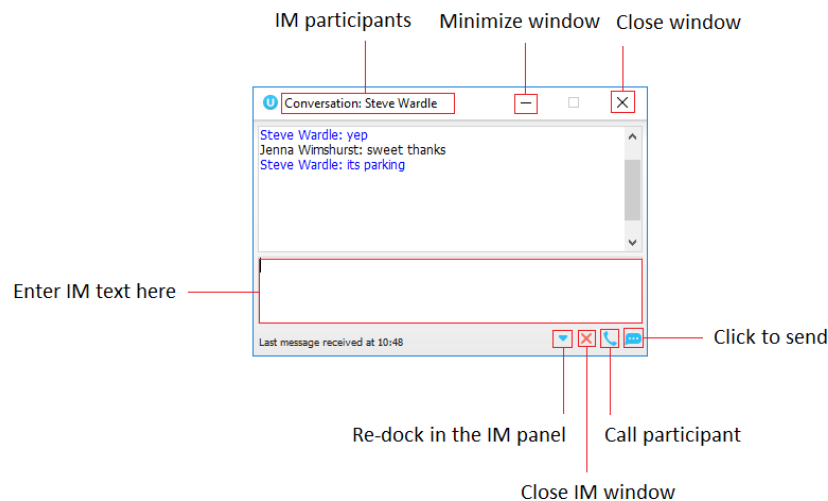 IM participants
Minimize window
Close window
U
Conversation: Steve Wardle
Steve Wardle: yep
Jenna Wimshurst: sweet thanks
Steve Wardle: its parking
Enter IM text here
Last message received at 10:48
Click to send
Re-dock in the IM panel
Call participant
Close IM window